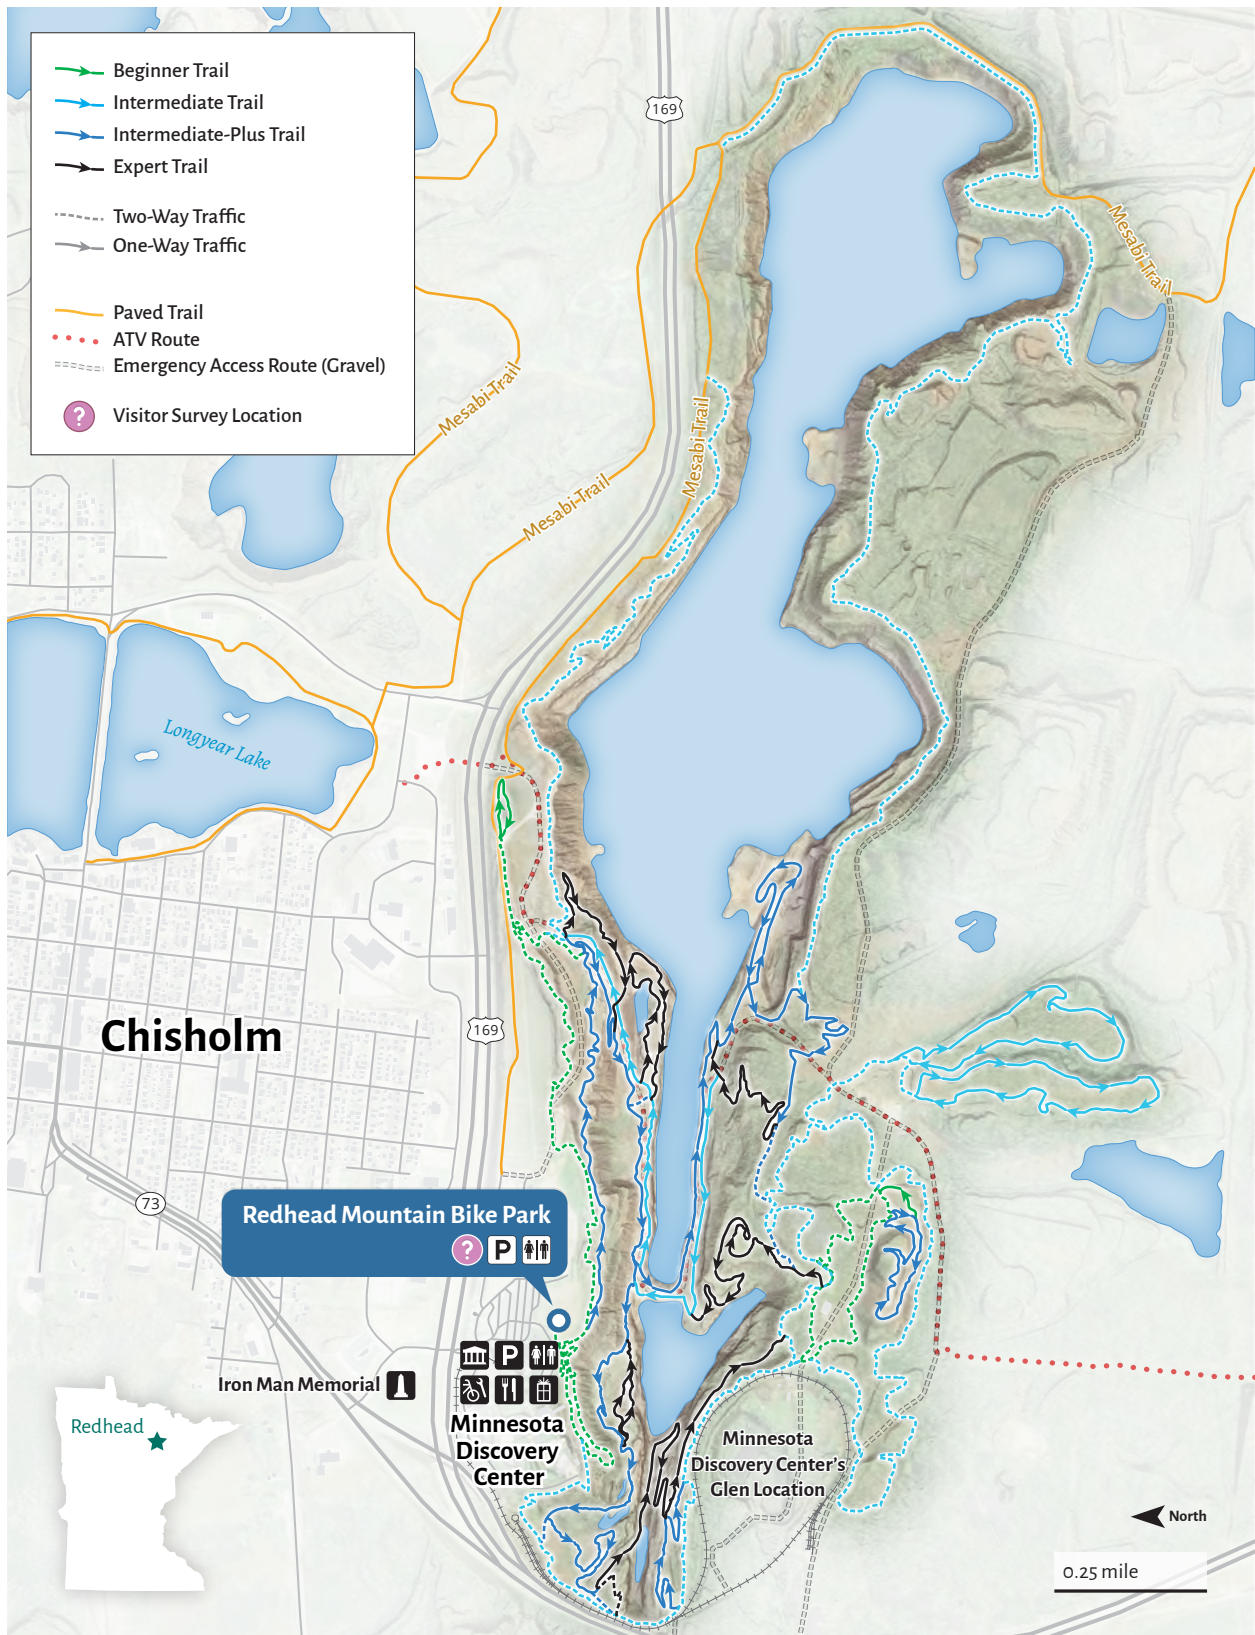 Beginner Trail
Intermediate Trail
Intermediate-Plus Trail
Expert Trail
Two-Way Traffic
One-Way Traffic
Paved Trail
ATV Route
Emergency Access Route (Gravel)
?
Visitor Survey Location
169
Mesabi Trail
Mesabi Trail
Mesabi Trail
Mesabi Trail
Longyear Lake
Chisholm
169
73
Redhead Mountain Bike Park
? P
P
Iron Man Memorial
Minnesota
Discovery
Center
Minnesota
Discovery Center's
Glen Location
Redhead
North
0.25 mile